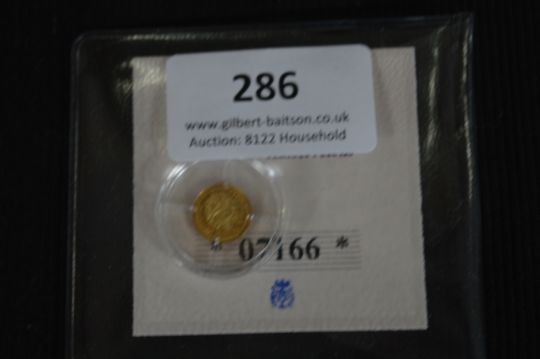 286
www.gilbert-baitson.co.uk
Auction: 8122 Household
* 07166 *